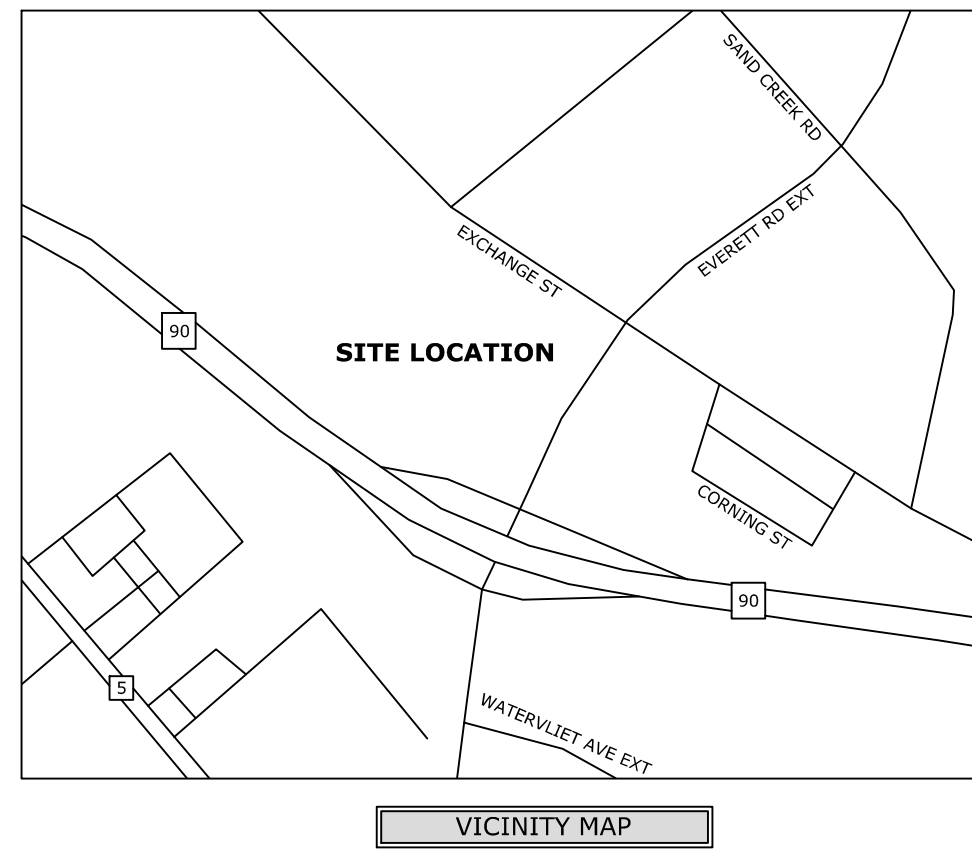 SAND CREEK RD
EVERETT RD EXT
EXCHANGE ST
90
SITE LOCATION
CORNING ST
90
5
WATERVLIET AVE EXT
VICINITY MAP